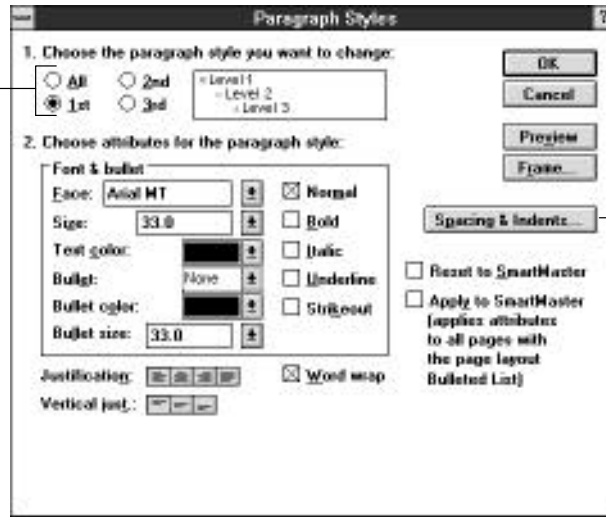 Paragraph Styles
?
1. Choose the paragraph style you want to change:
All
2nd
1st
3rd
Level 1
Level 2
Level 3
OK
Cancel
Preview
Frame...
2. Choose attributes for the paragraph style:
Font & bullet
Face: Arial MT
Normal
Size: 33.0
Bold
Text color:
Italic
Bullet: None
Underline
Bullet color:
Strikeout
Bullet size: 33.0
Spacing & Indents...
Reset to SmartMaster
Apply to SmartMaster
(applies attributes
to all pages with
the page layout
Bulleted List)
Justification:
Word wrap
Vertical just.: